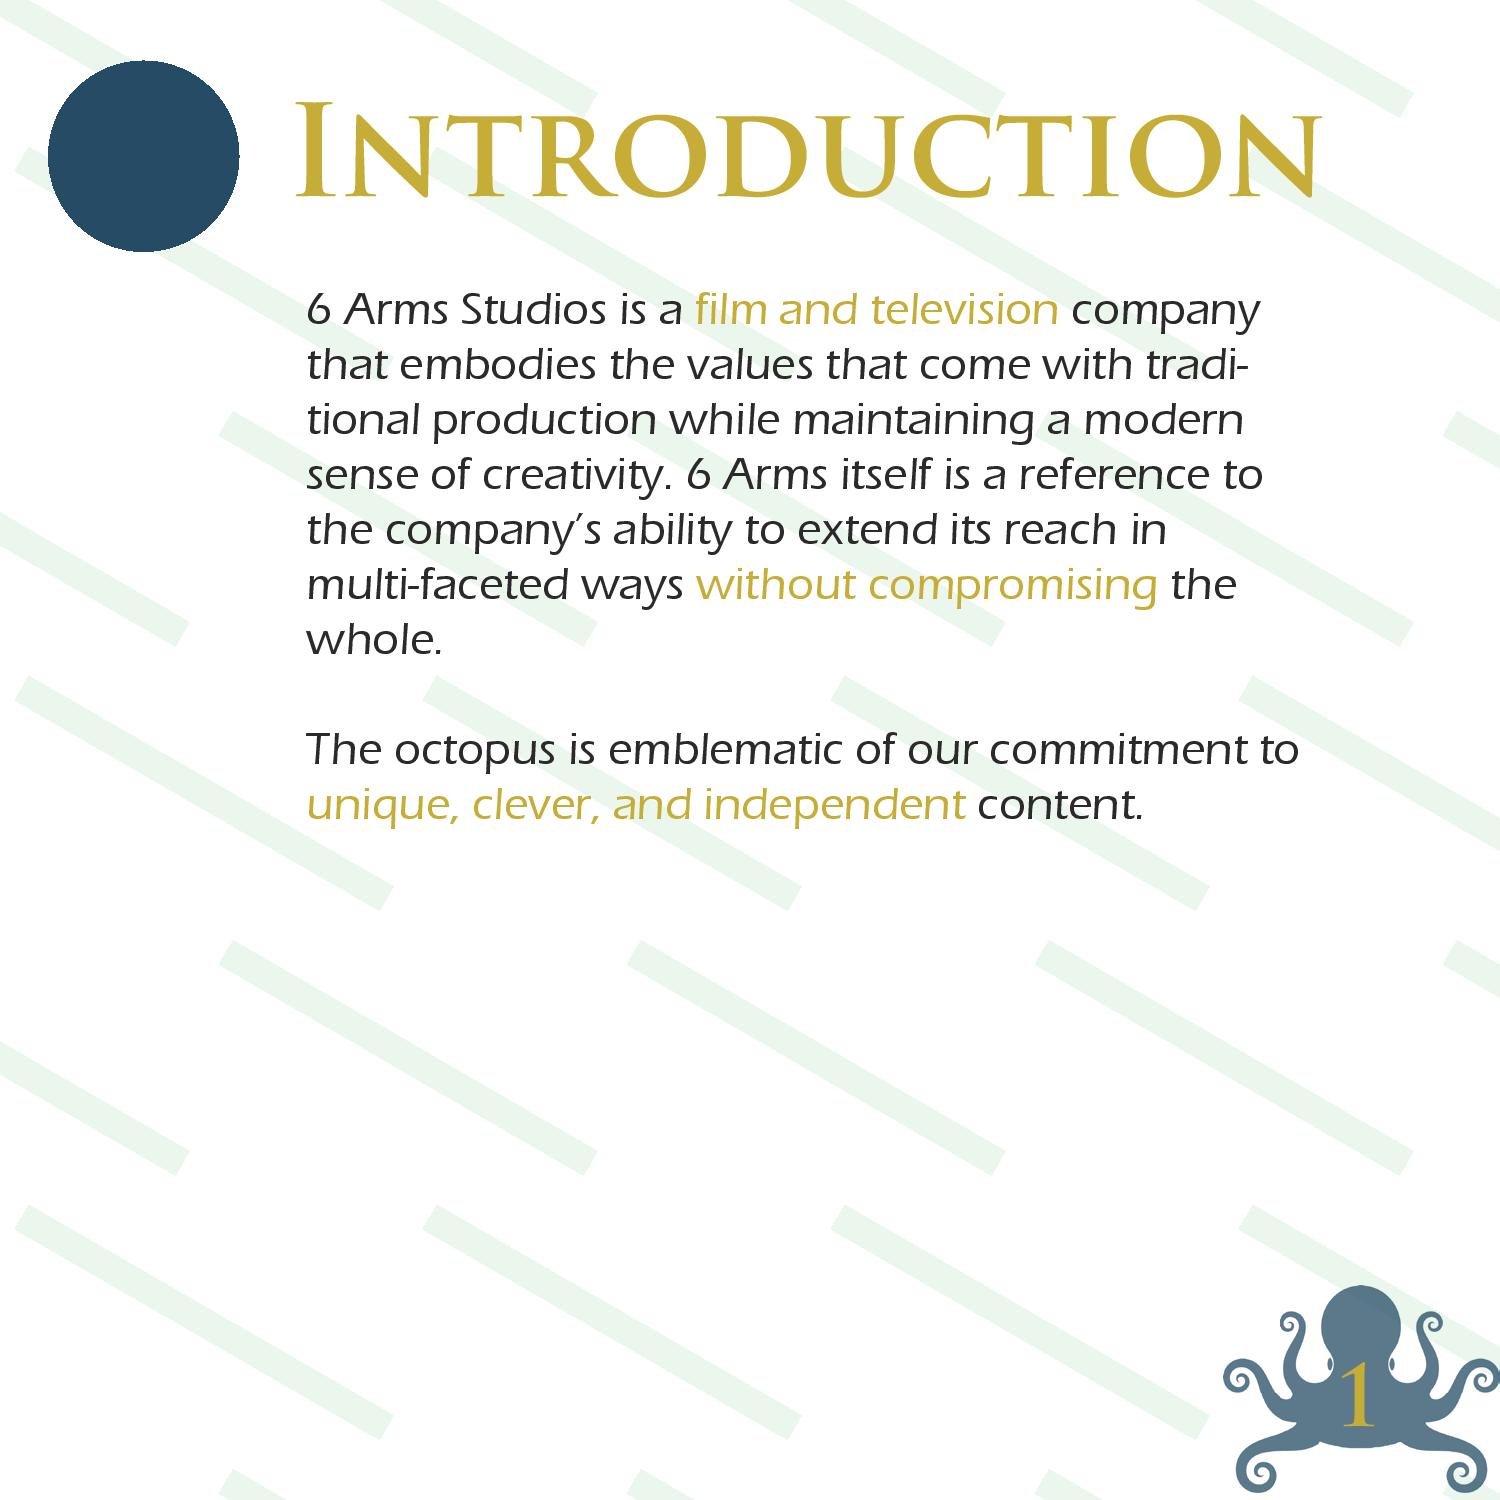 Introduction
6 Arms Studios is a film and television company
that embodies the values that come with tradi-
tional production while maintaining a modern
sense of creativity. 6 Arms itself is a reference to
the company’s ability to extend its reach in
multi-faceted ways without compromising the
whole.
The octopus is emblematic of our commitment to
unique, clever, and independent content.
1